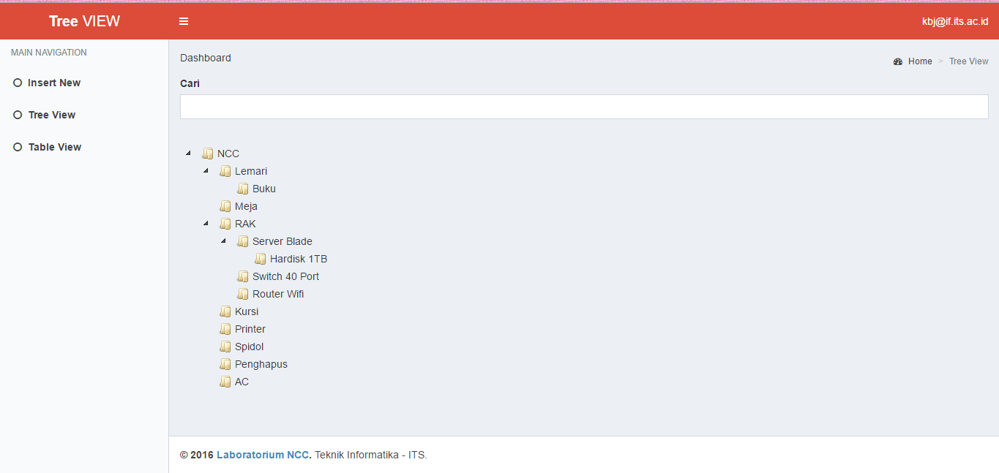 Tree VIEW
kbj@if.its.ac.id
MAIN NAVIGATION
Insert New
Tree View
Table View
Dashboard
Home > Tree View
Cari
NCC
Lemari
Buku
Meja
RAK
Server Blade
Hardisk 1TB
Switch 40 Port
Router Wifi
Kursi
Printer
Spidol
Penghapus
AC
© 2016 Laboratorium NCC. Teknik Informatika - ITS.